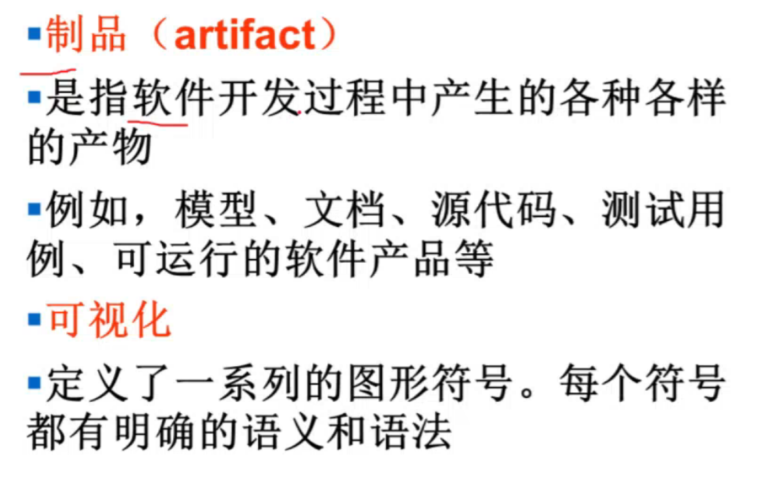 ▪制品（artifact）
▪是指软件开发过程中产生的各种各样
的产物
▪例如，模型、文档、源代码、测试用
例、可运行的软件产品等
▪可视化
▪定义了一系列的图形符号。每个符号
都有明确的语义和语法